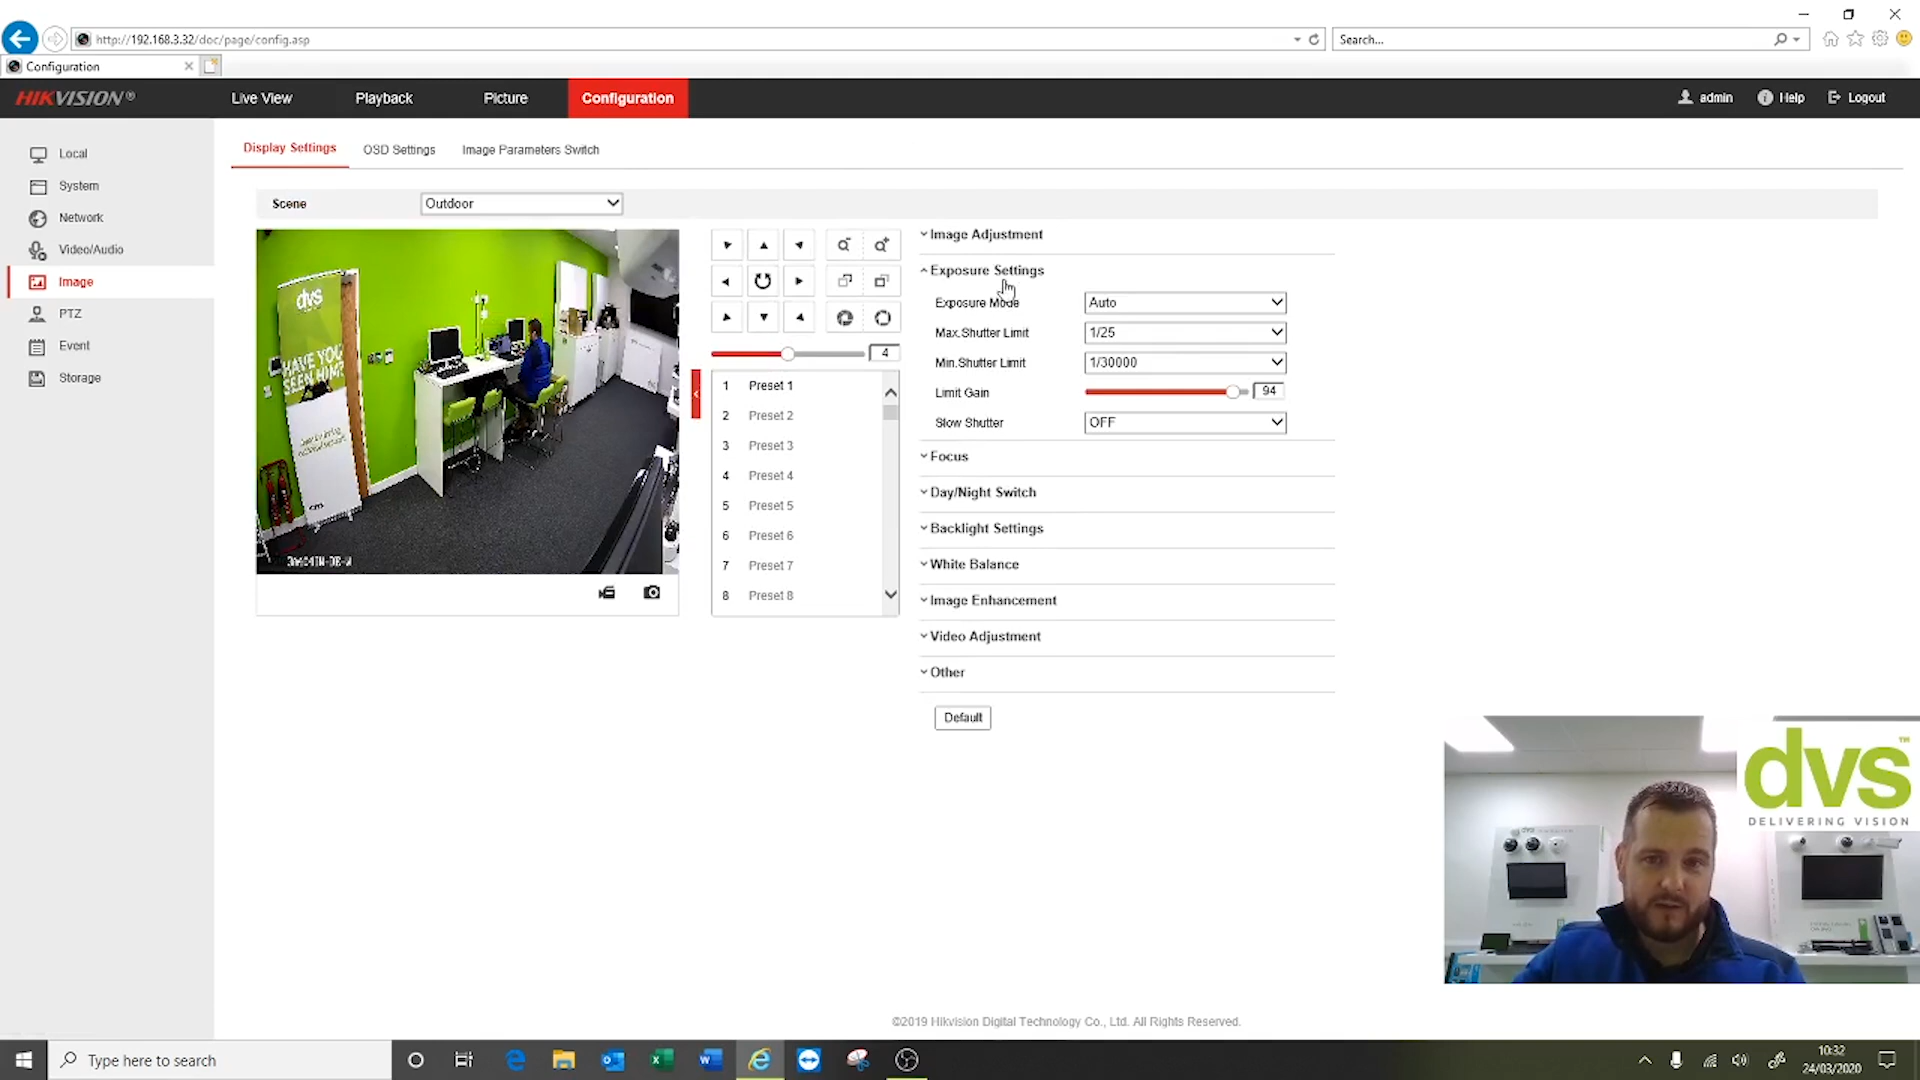 http://192.168.3.32/doc/page/config.asp
Search...
Configuration
HIKVISION®
Live View
Playback
Picture
Configuration
admin
Help
Logout
Local
System
Network
Video/Audio
Image
PTZ
Event
Storage
Display Settings
OSD Settings
Image Parameters Switch
Scene
Outdoor
dvs
HAVE YOU
SEEN HIM?
4
1 Preset 1
2 Preset 2
3 Preset 3
4 Preset 4
5 Preset 5
6 Preset 6
7 Preset 7
8 Preset 8
Image Adjustment
Exposure Settings
Exposure Mode
Auto
Max.Shutter Limit
1/25
Min.Shutter Limit
1/30000
Limit Gain
94
Slow Shutter
OFF
Focus
Day/Night Switch
Backlight Settings
White Balance
Image Enhancement
Video Adjustment
Other
Default
dvs™
DELIVERING VISION
©2019 Hikvision Digital Technology Co., Ltd. All Rights Reserved.
Type here to search
10:32
24/03/2020